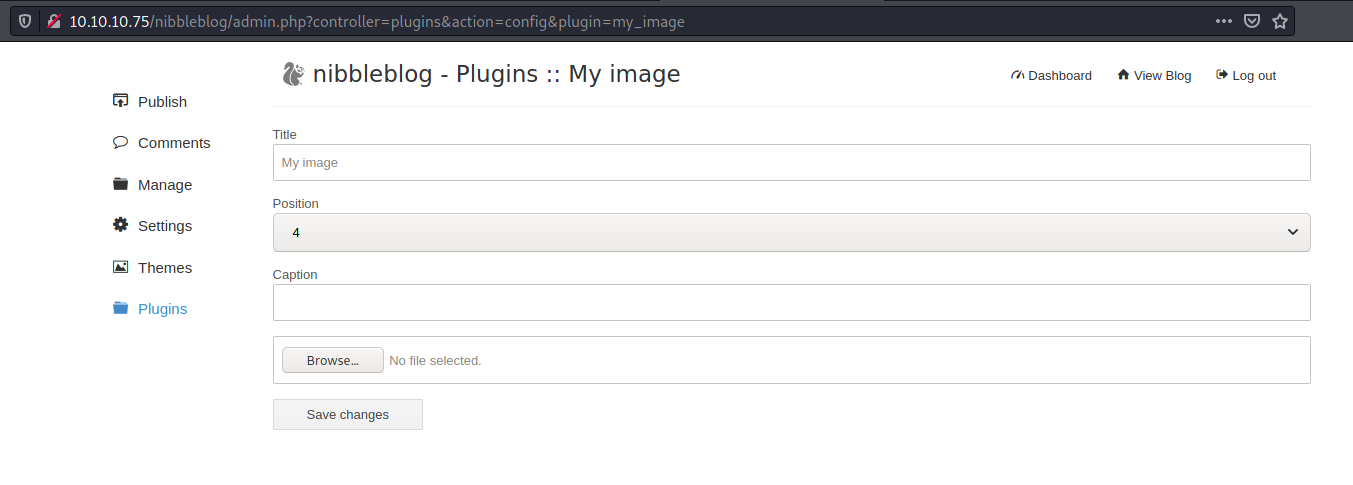 10.10.10.75/nibbleblog/admin.php?controller=plugins&action=config&plugin=my_image
nibbleblog - Plugins :: My image
Dashboard View Blog Log out
Publish
Comments
Manage
Settings
Themes
Plugins
Title
My image
Position
4
Caption
Browse... No file selected.
Save changes